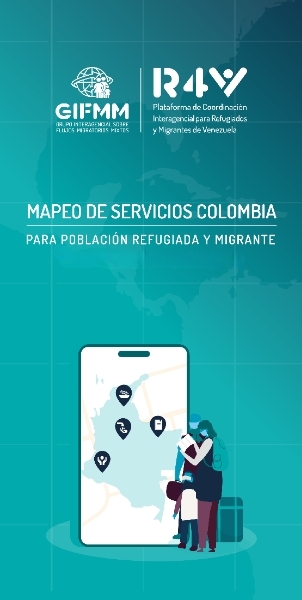 GIFMM
GRUPO INTERAGENCIAL SOBRE
FLUJOS MIGRATORIOS MIXTOS
R4V
Plataforma de Coordinación
Interagencial para Refugiados
y Migrantes de Venezuela
MAPEO DE SERVICIOS COLOMBIA
PARA POBLACIÓN REFUGIADA Y MIGRANTE